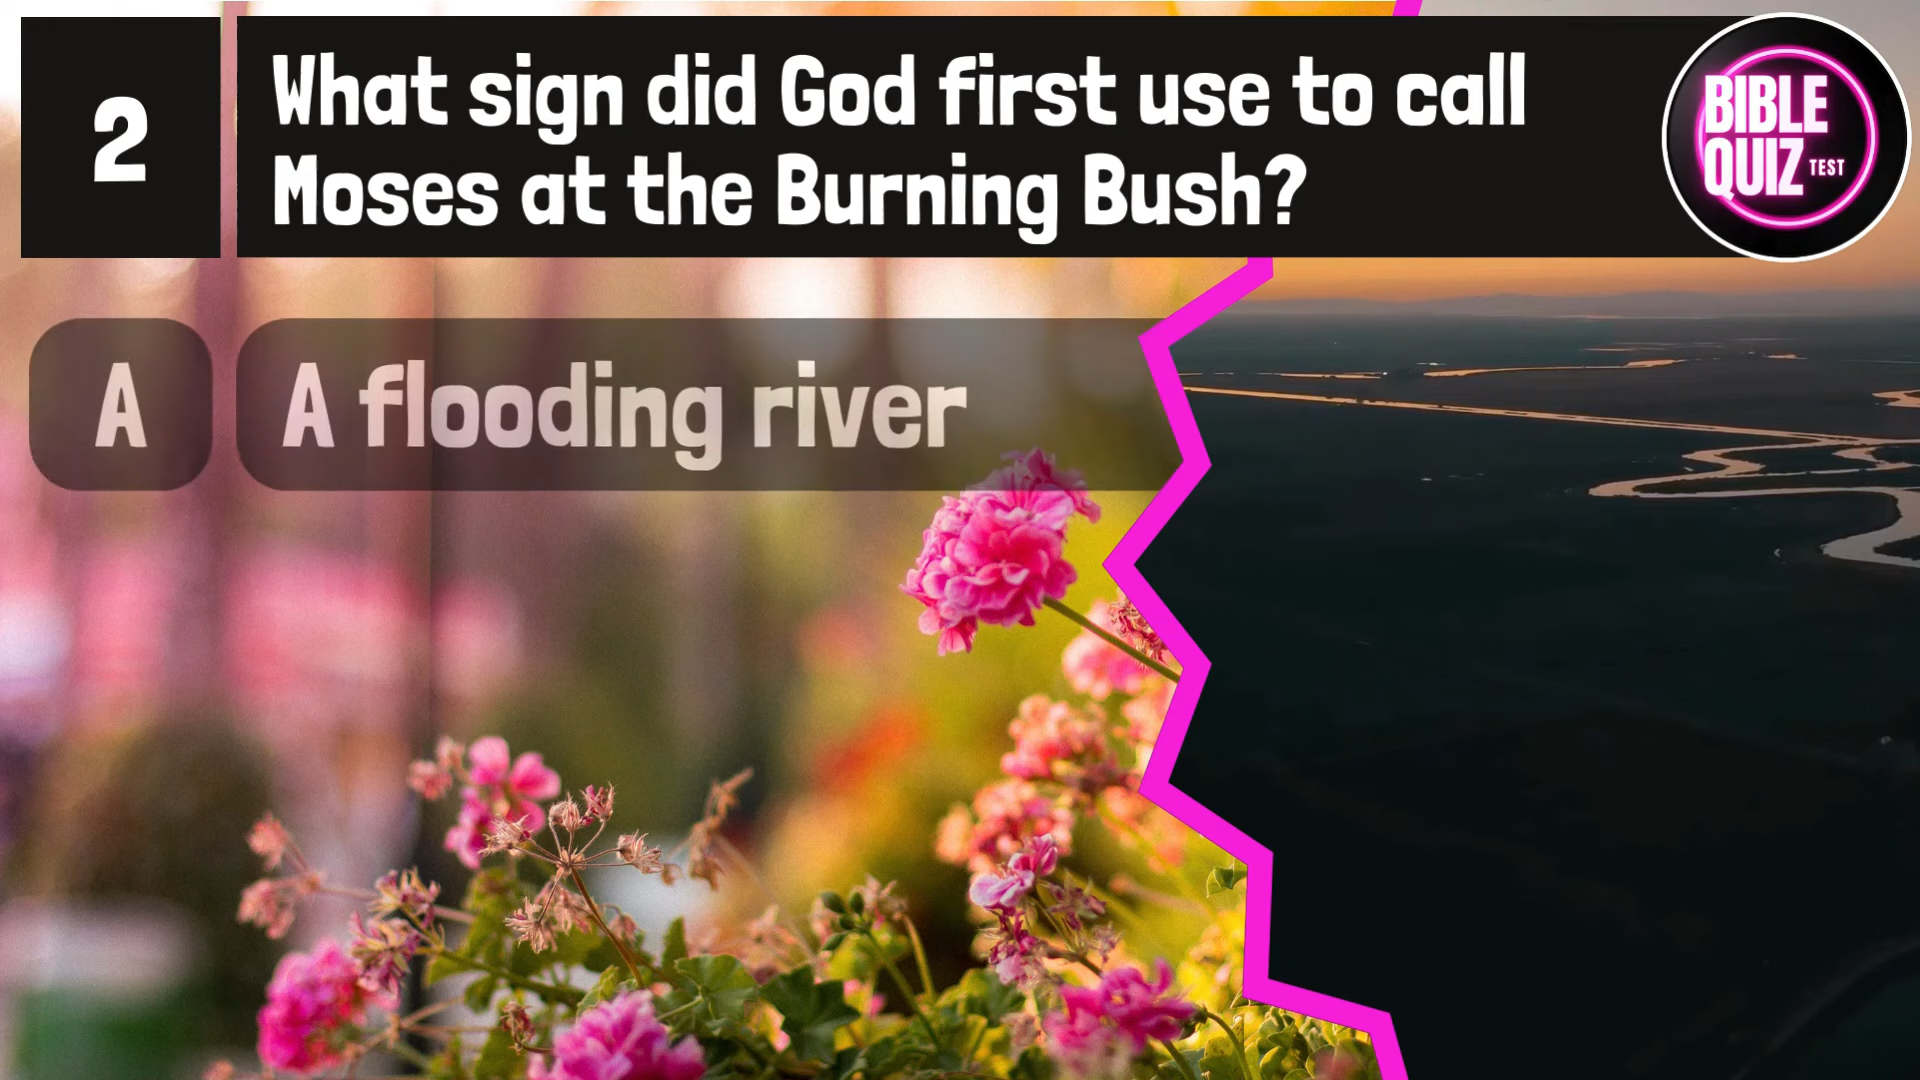 2
What sign did God first use to call
Moses at the Burning Bush?
BIBLE
QUIZ TEST
A
A flooding river